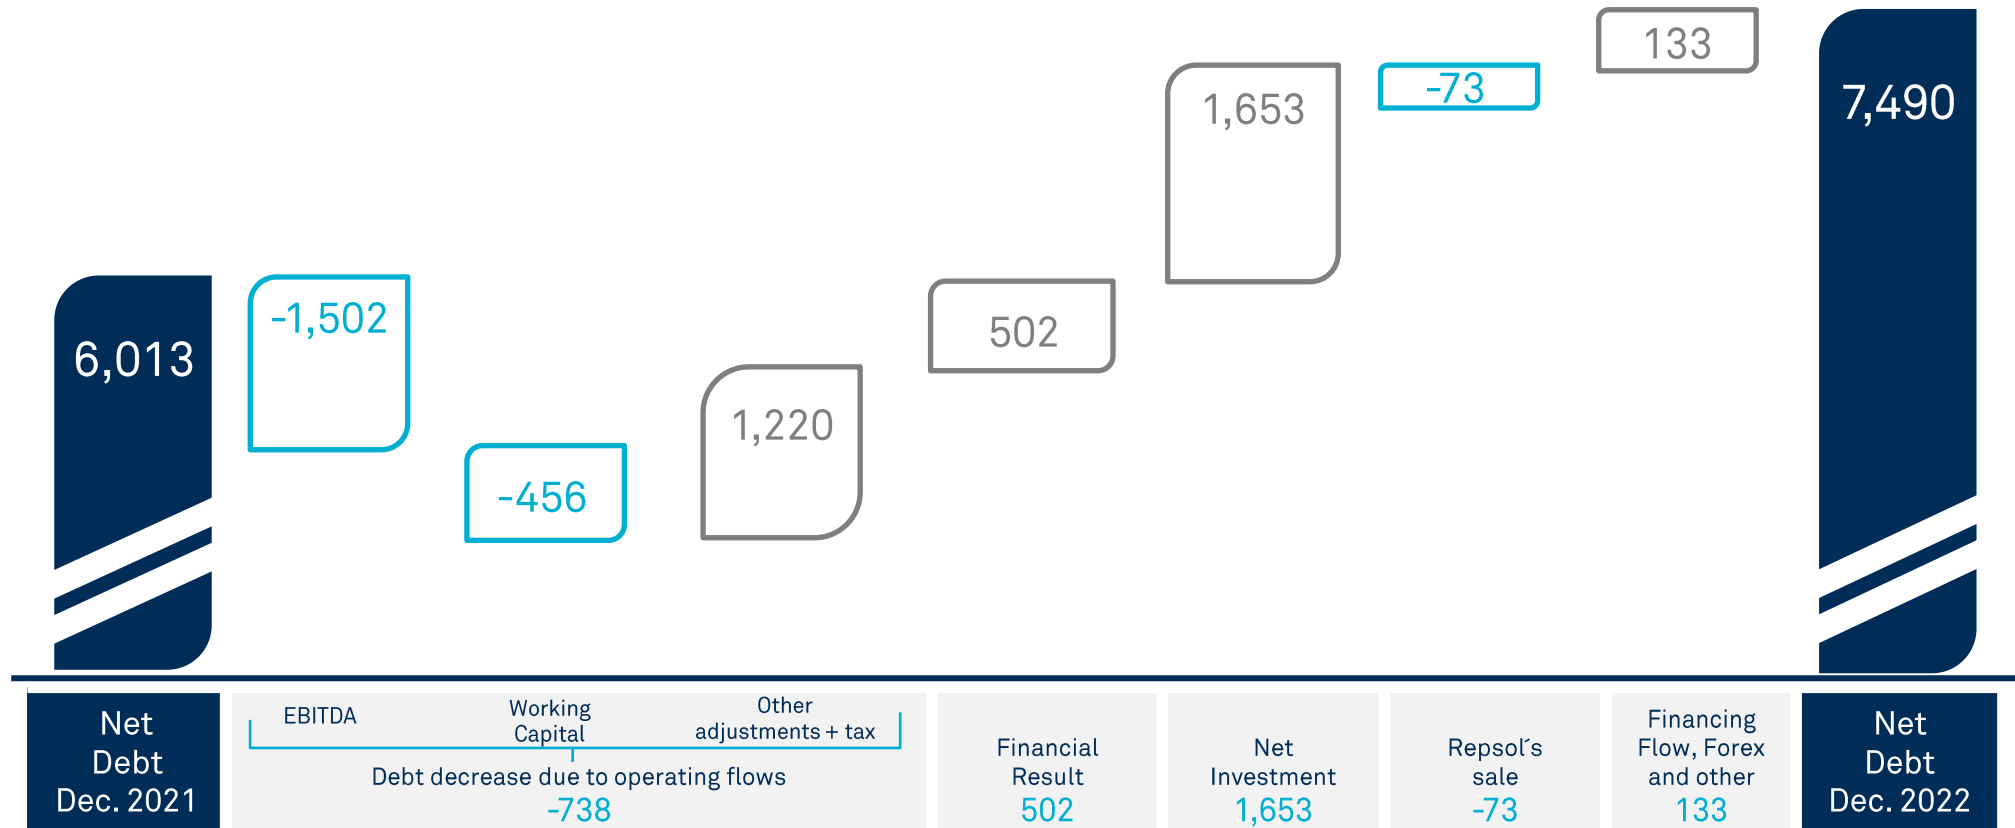 6,013
-1,502
-456
1,220
502
1,653
-73
133
7,490
Net
Debt
Dec. 2021
EBITDA
Working
Capital
Other
adjustments + tax
Debt decrease due to operating flows
-738
Financial
Result
502
Net
Investment
1,653
Repsol´s
sale
-73
Financing
Flow, Forex
and other
133
Net
Debt
Dec. 2022